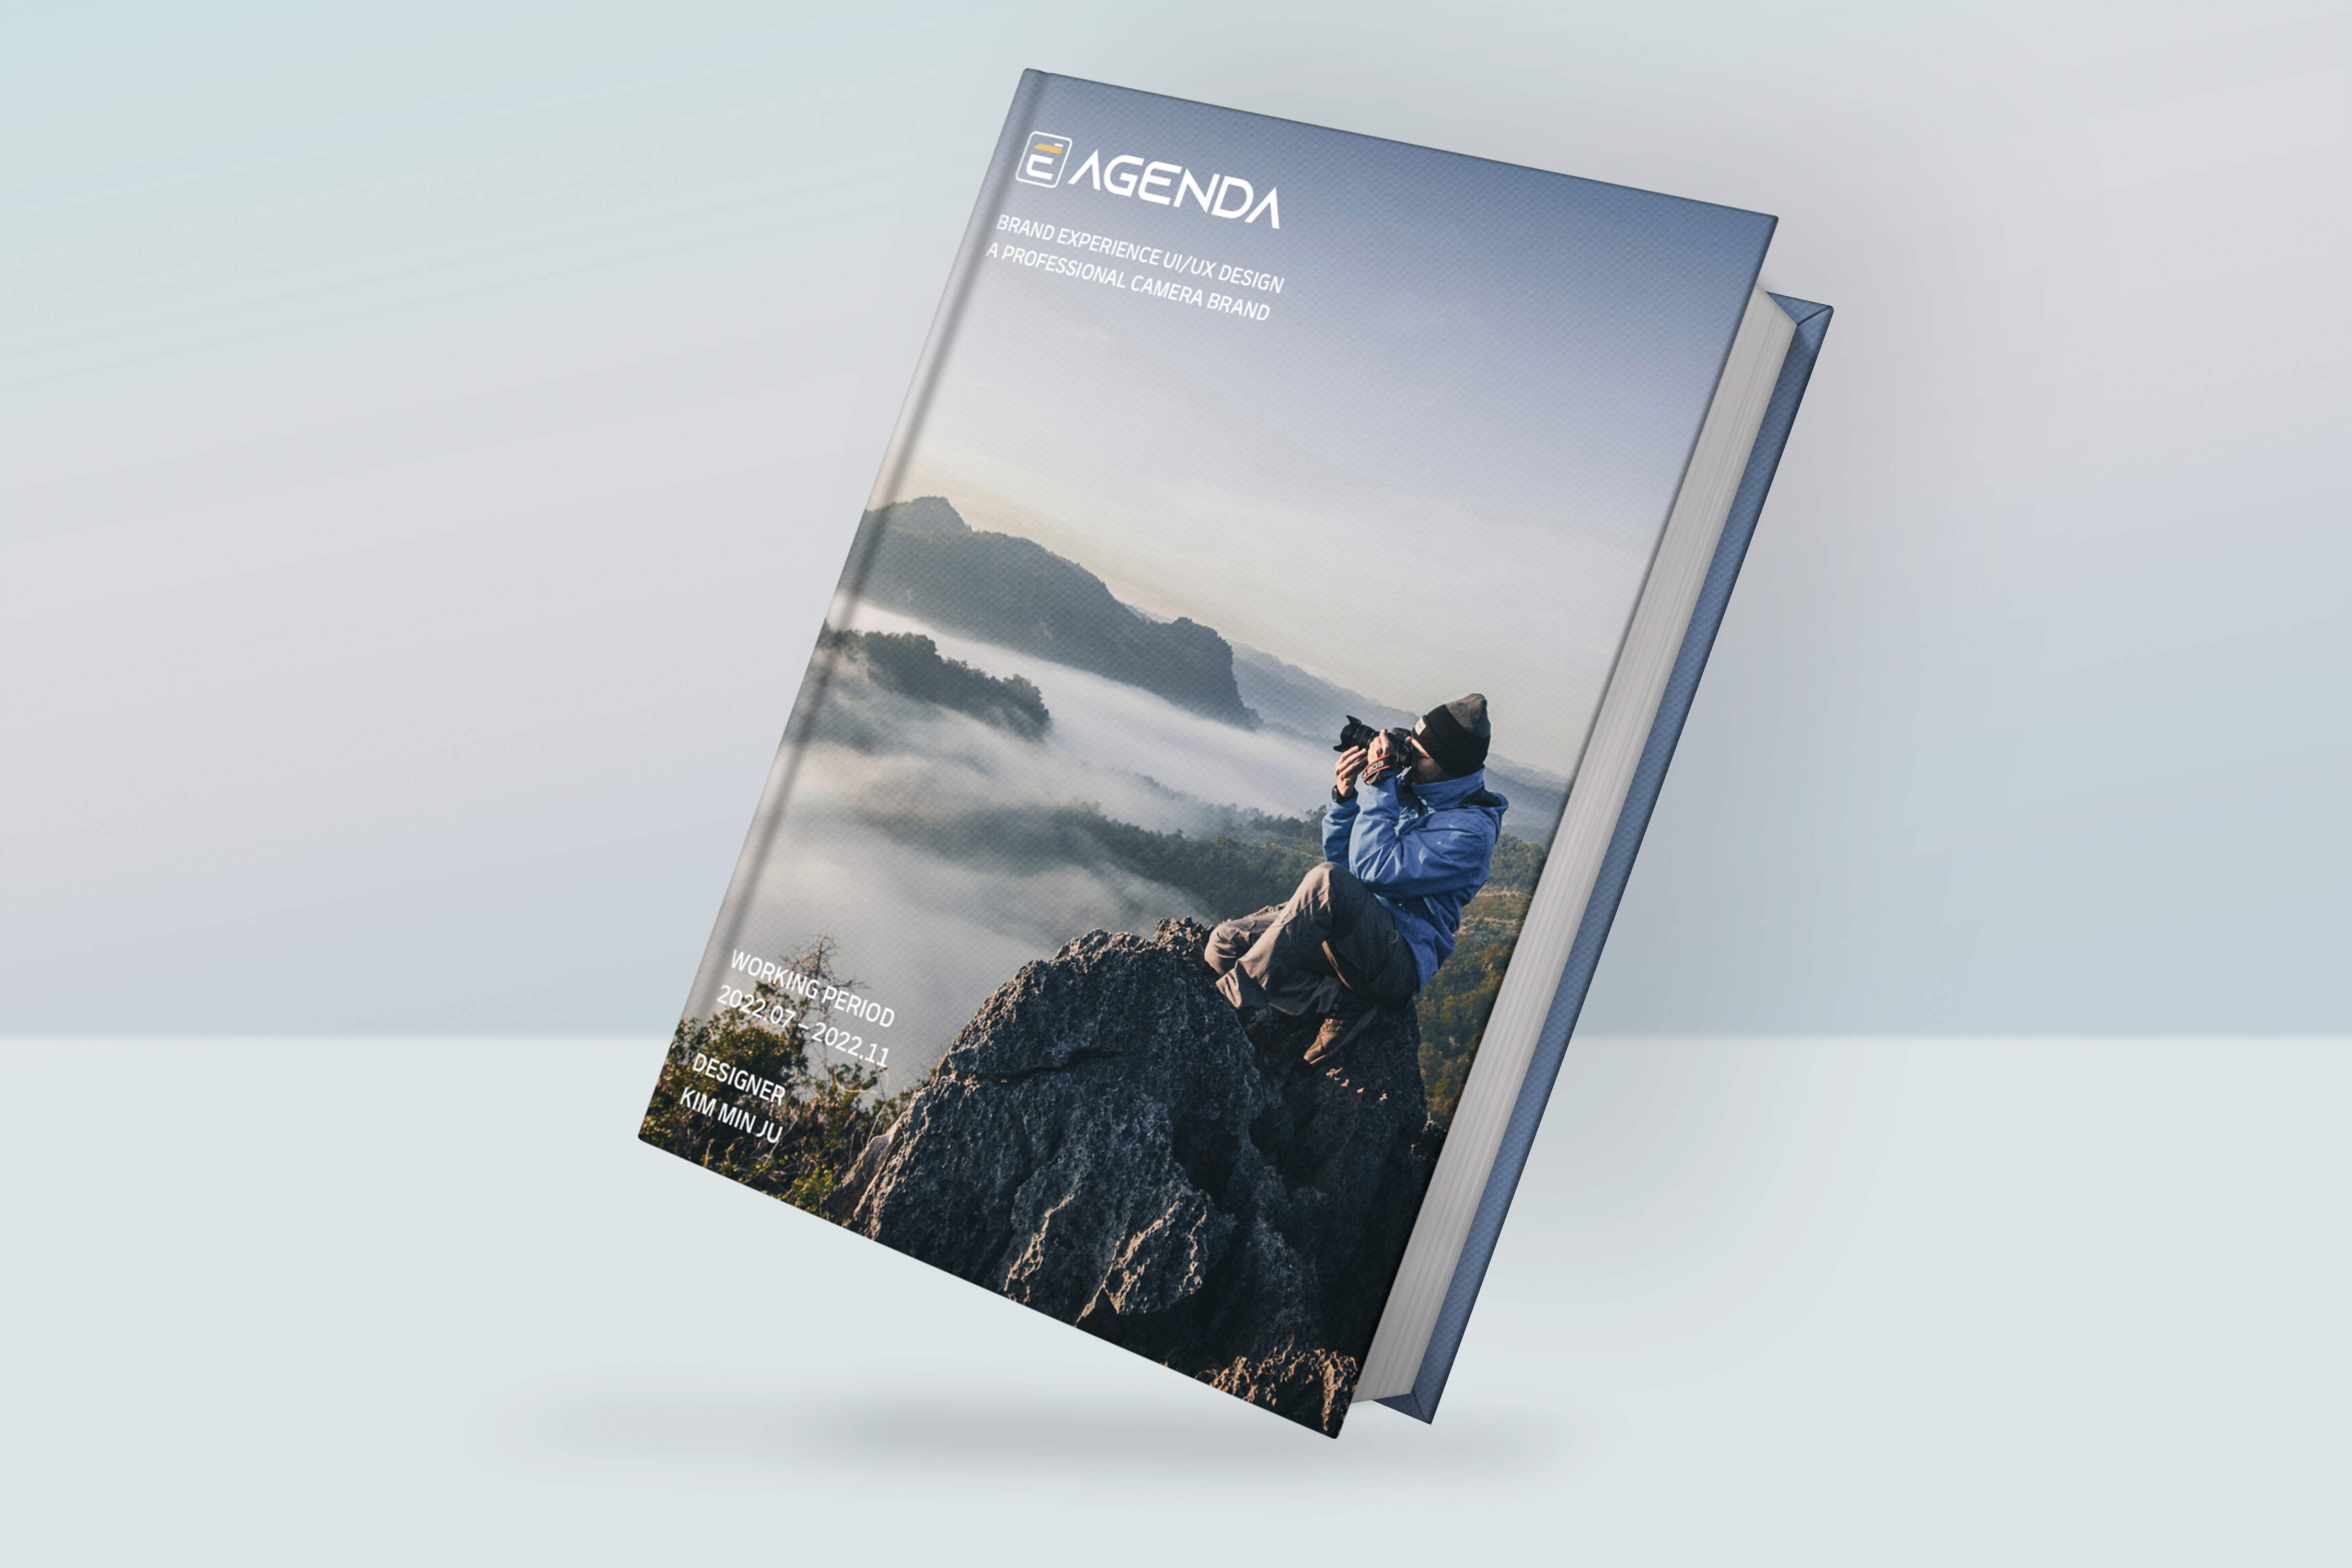 E AGENDA
BRAND EXPERIENCE UI/UX DESIGN
A PROFESSIONAL CAMERA BRAND
WORKING PERIOD
2022.07 – 2022.11
DESIGNER
KIM MIN JU